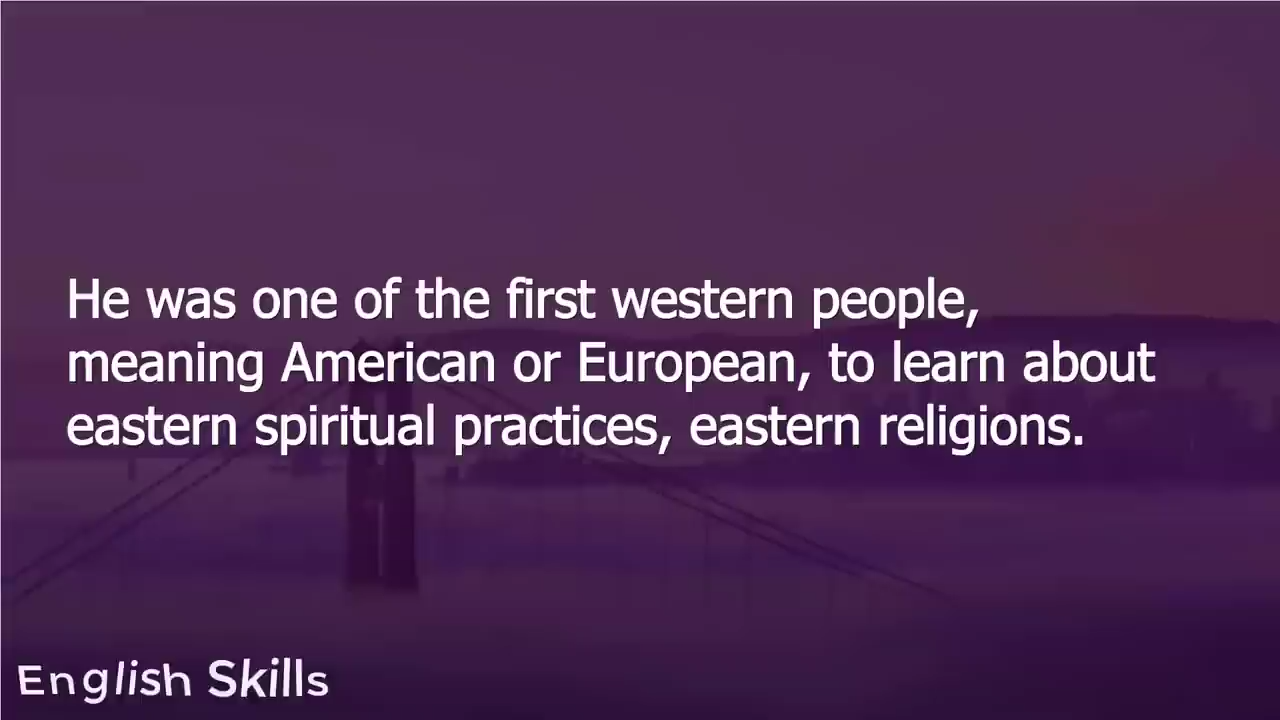 He was one of the first western people,
meaning American or European, to learn about
eastern spiritual practices, eastern religions.
English Skills